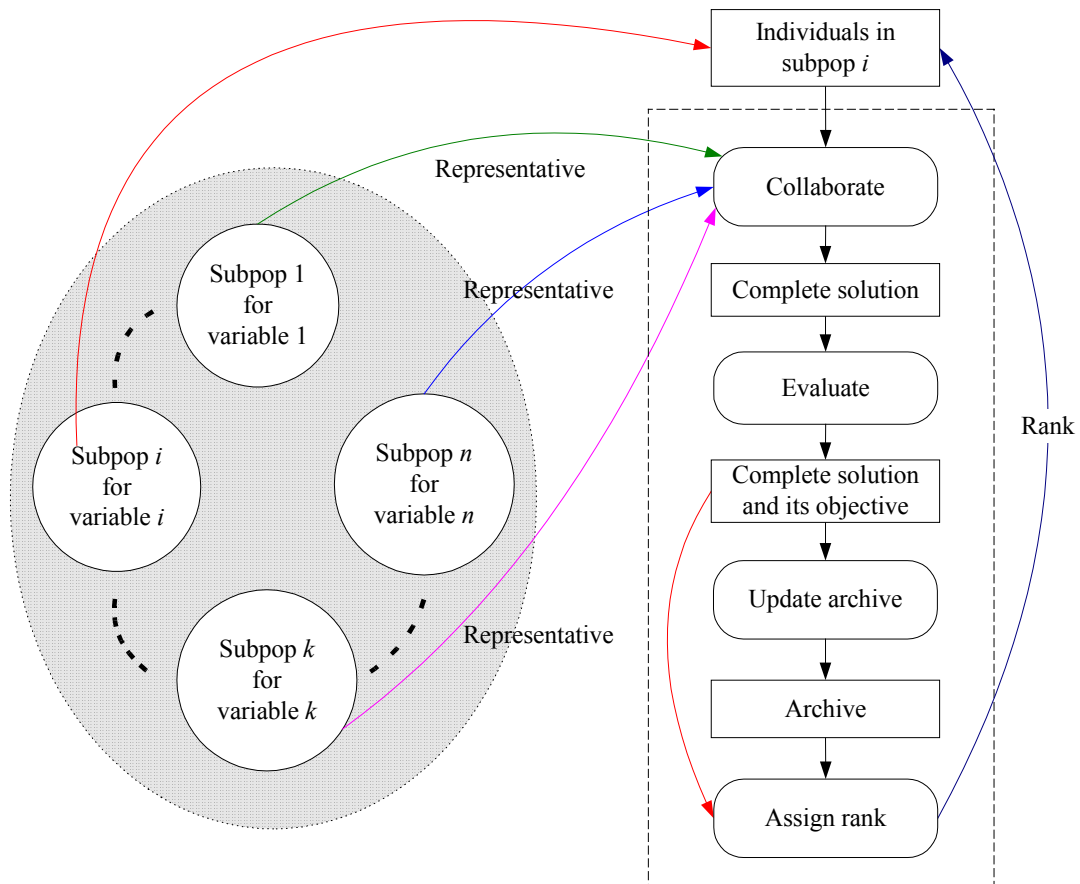 Individuals in
subpop i
Representative
Collaborate
Subpop 1
for
variable 1
Representative
Complete solution
Evaluate
Rank
Subpop i
for
variable i
Subpop n
for
variable n
Complete solution
and its objective
Update archive
Representative
Subpop k
for
variable k
Archive
Assign rank